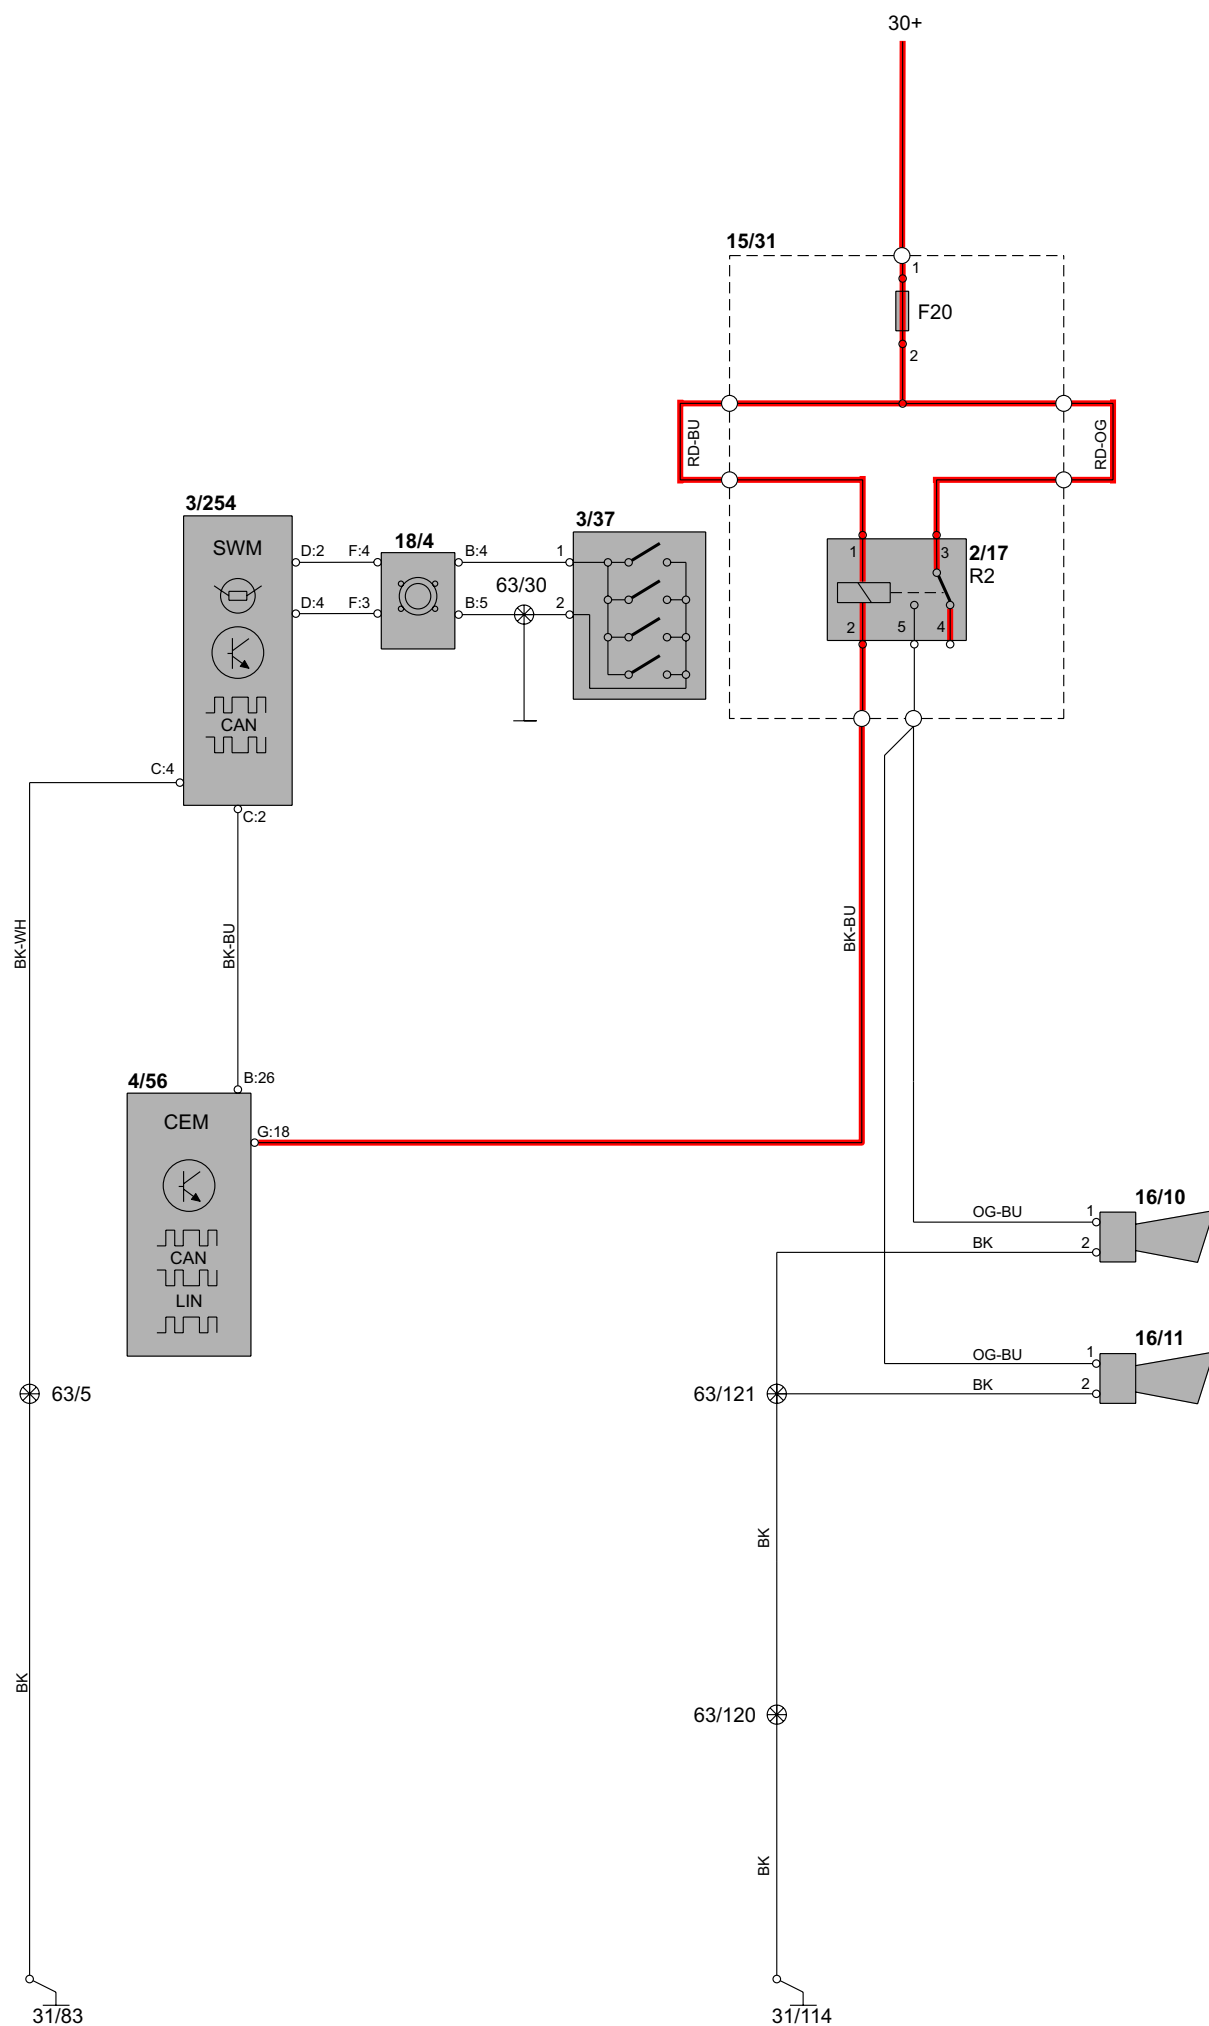 30+
15/31
1
F20
2
RD-BU
RD-OG
3/254
SWM
D:2
F:4
18/4
B:4
1
3/37
63/30
D:4
F:3
B:5
2
1
3
2/17
R2
2
5
4
CAN
C:4
C:2
BK-WH
BK-BU
BK-BU
4/56
B:26
CEM
G:18
CAN
LIN
16/10
OG-BU
1
BK
2
16/11
OG-BU
1
BK
2
63/5
63/121
BK
BK
63/120
BK
31/83
31/114